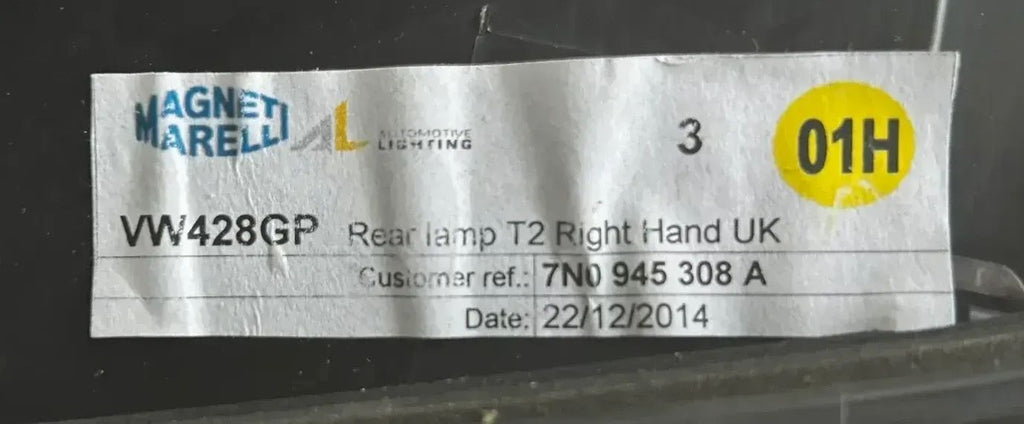 MAGNETI
MARELLI
AL
AUTOMOTIVE
LIGHTING
3
01H
VW428GP Rear lamp T2 Right Hand UK
Customer ref.: 7N0 945 308 A
Date: 22/12/2014